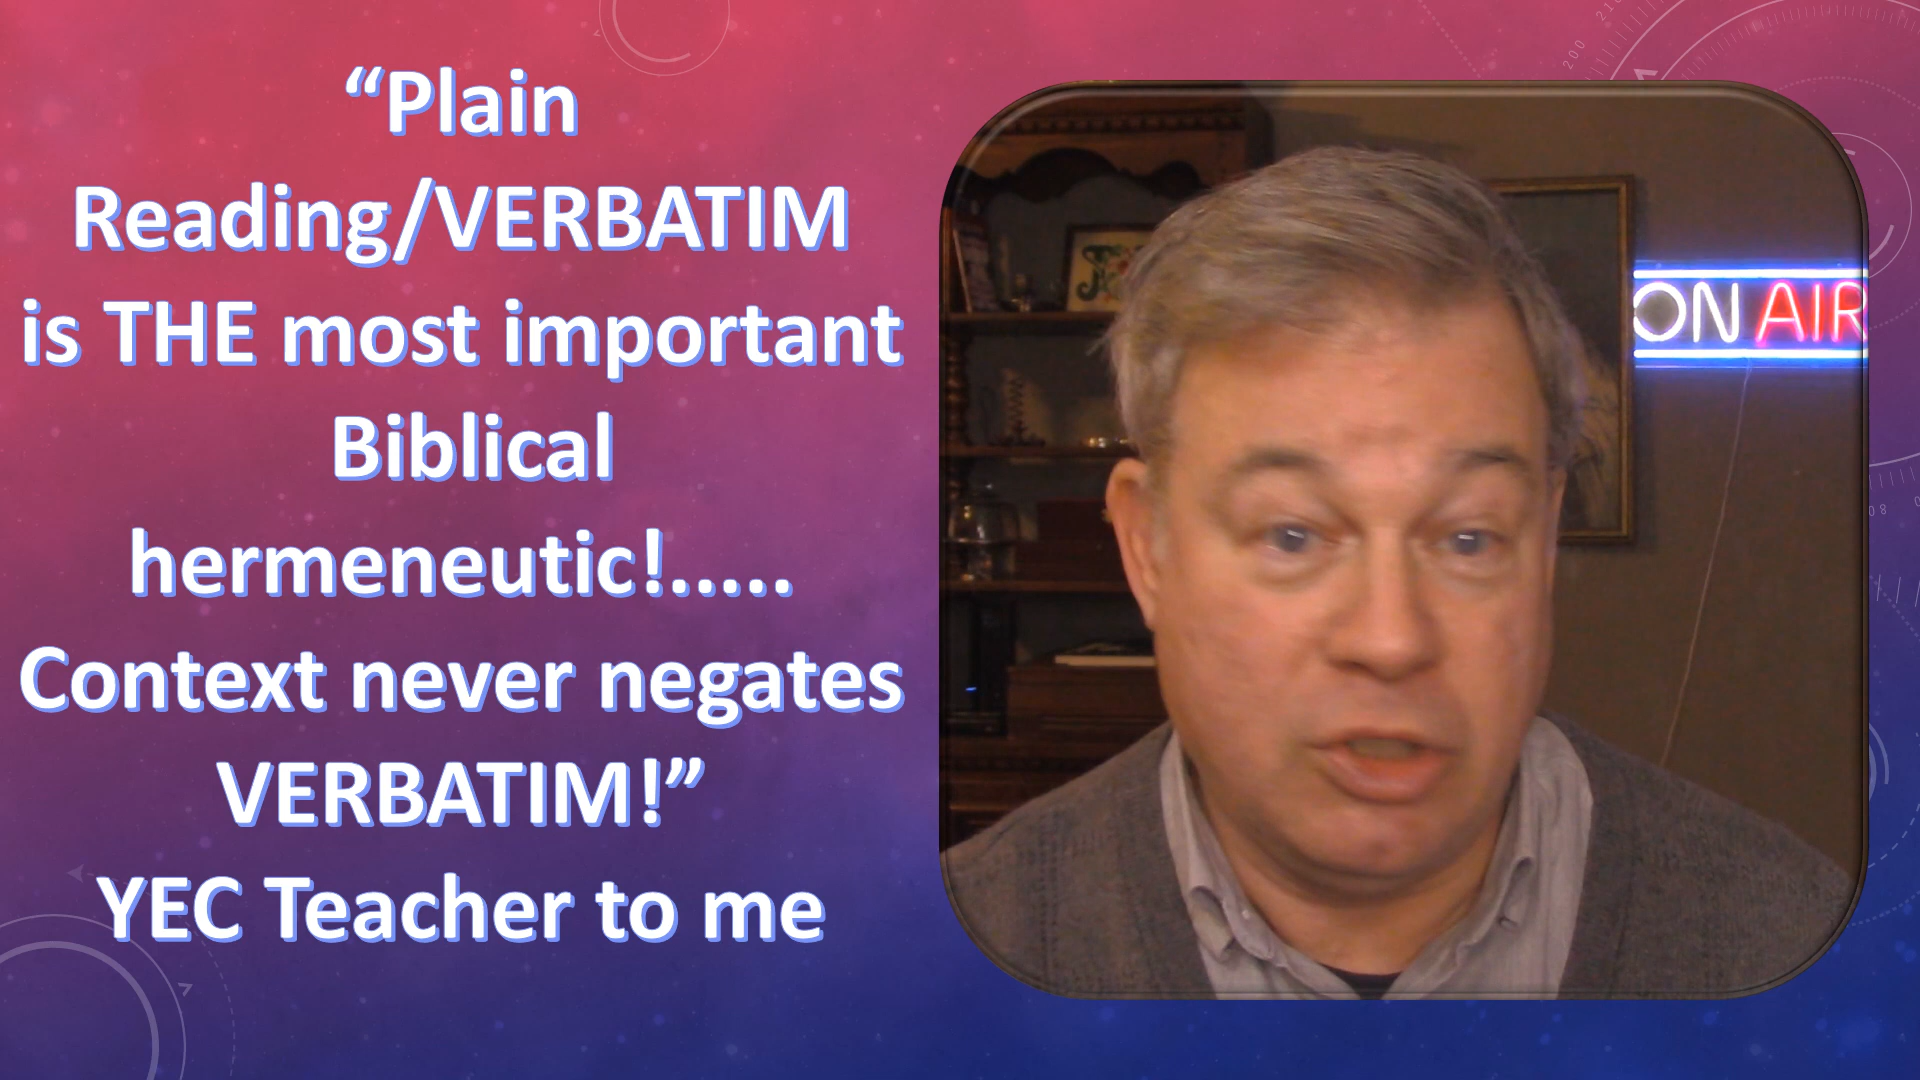 “Plain
Reading/VERBATIM
is THE most important
Biblical
hermeneutic!.....
Context never negates
VERBATIM!”
YEC Teacher to me
ON AIR
200